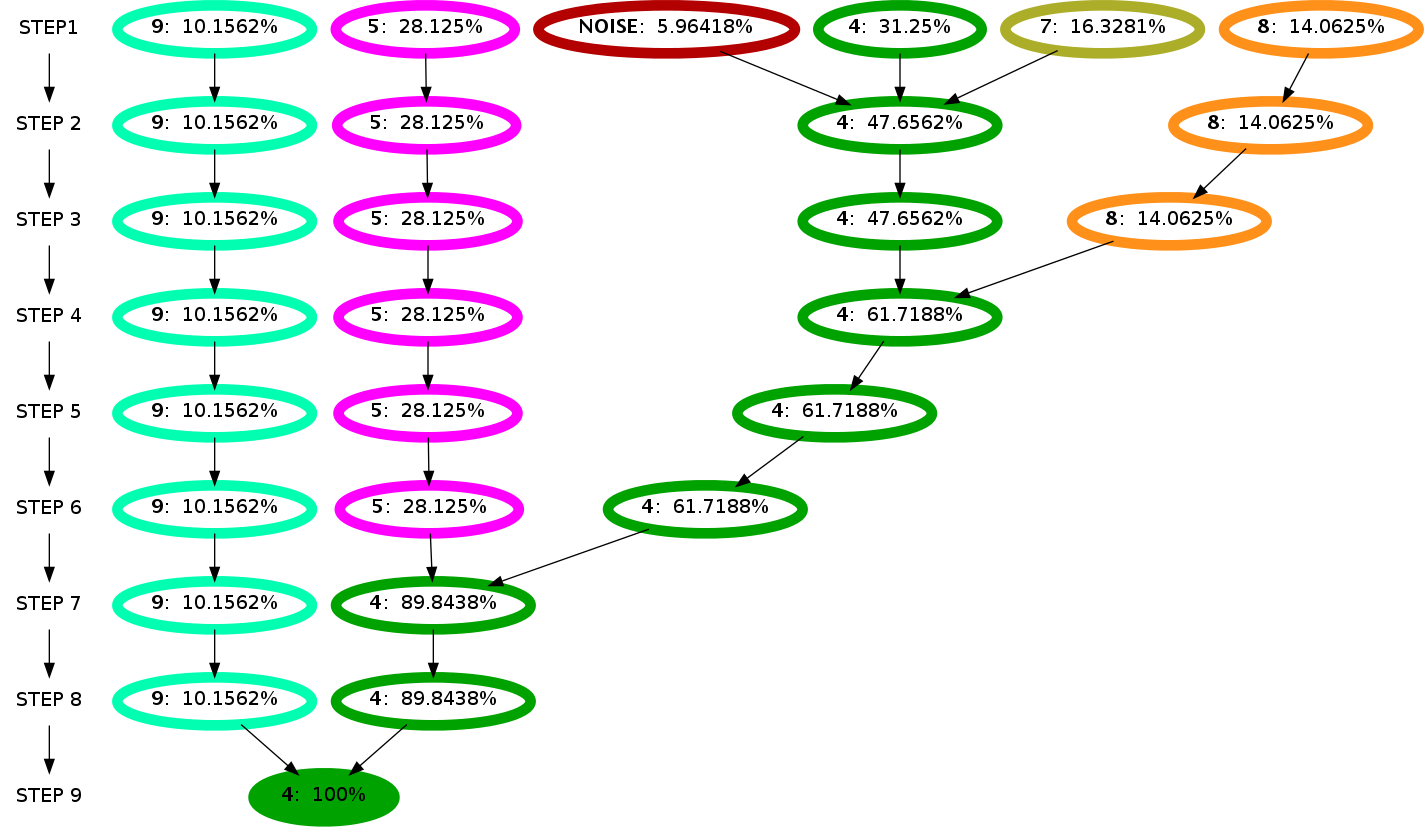 STEP1 9: 10.1562% 5: 28.125% NOISE: 5.96418% 4: 31.25% 7: 16.3281% 8: 14.0625%
STEP 2 9: 10.1562% 5: 28.125% 4: 47.6562% 8: 14.0625%
STEP 3 9: 10.1562% 5: 28.125% 4: 47.6562% 8: 14.0625%
STEP 4 9: 10.1562% 5: 28.125% 4: 61.7188%
STEP 5 9: 10.1562% 5: 28.125% 4: 61.7188%
STEP 6 9: 10.1562% 5: 28.125% 4: 61.7188%
STEP 7 9: 10.1562% 4: 89.8438%
STEP 8 9: 10.1562% 4: 89.8438%
STEP 9 4: 100%